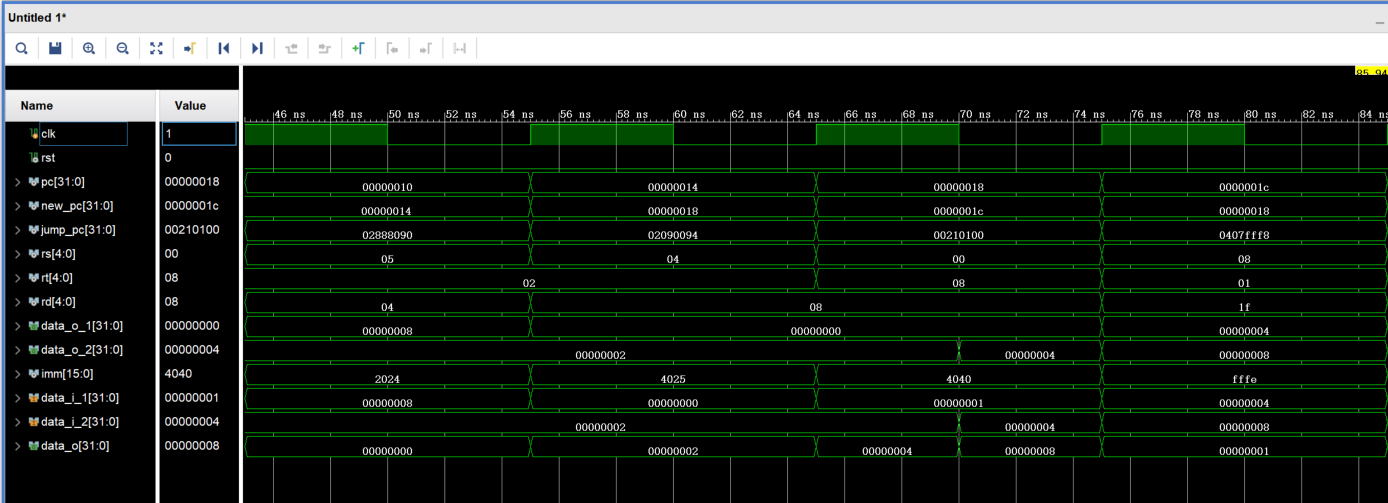 Untitled 1*
85.94
Name Value
46 ns 48 ns 50 ns 52 ns 54 ns 56 ns 58 ns 60 ns 62 ns 64 ns 66 ns 68 ns 70 ns 72 ns 74 ns 76 ns 78 ns 80 ns 82 ns 84 ns
clk 1
rst 0
pc[31:0] 00000018 00000010 00000014 00000018 0000001c
new_pc[31:0] 0000001c 00000014 00000018 0000001c 00000018
jump_pc[31:0] 00210100 02888090 02090094 00210100 0407fff8
rs[4:0] 00 05 04 00 08
rt[4:0] 08 02 08 01
rd[4:0] 08 04 08 1f
data_o_1[31:0] 00000000 00000008 00000000 00000004
data_o_2[31:0] 00000004 00000002 00000004 00000008
imm[15:0] 4040 2024 4025 4040 fffe
data_i_1[31:0] 00000001 00000008 00000000 00000001 00000004
data_i_2[31:0] 00000004 00000002 00000004 00000008
data_o[31:0] 00000008 00000000 00000002 00000004 00000008 00000001